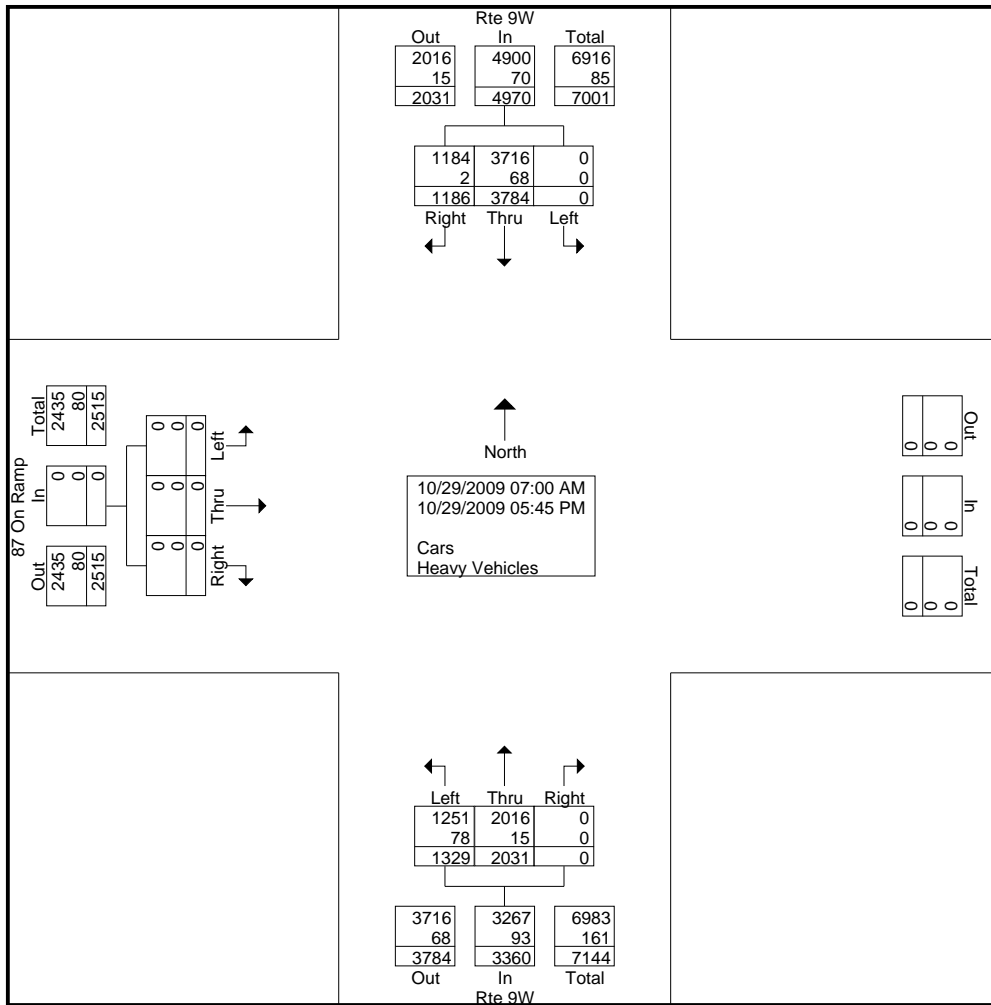 Rte 9W
Out In Total
2016 4900 6916
15 70 85
2031 4970 7001
1184 3716 0
2 68 0
1186 3784 0
Right Thru Left
87 On Ramp
Total
2435
80
2515
In
0
0
0
Out
2435
80
2515
Left
0
0
0
Thru
0
0
0
Right
0
0
0
North
10/29/2009 07:00 AM
10/29/2009 05:45 PM
Cars
Heavy Vehicles
Out
0
0
0
In
0
0
0
Total
0
0
0
Left Thru Right
1251 2016 0
78 15 0
1329 2031 0
3716 3267 6983
68 93 161
3784 3360 7144
Out In Total
Rte 9W